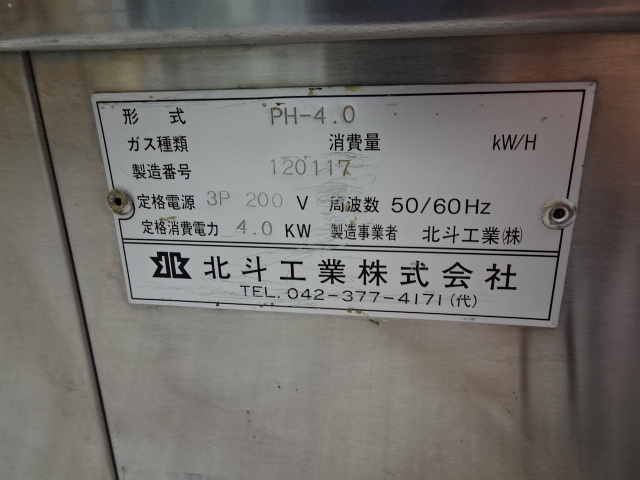 形式 PH-4.0
ガス種類 消費量 kW/H
製造番号 120117
定格電源 3P 200 V 周波数 50/60Hz
定格消費電力 4.0 KW 製造事業者 北斗工業(株)
北斗工業株式会社
TEL. 042-377-4171(代)